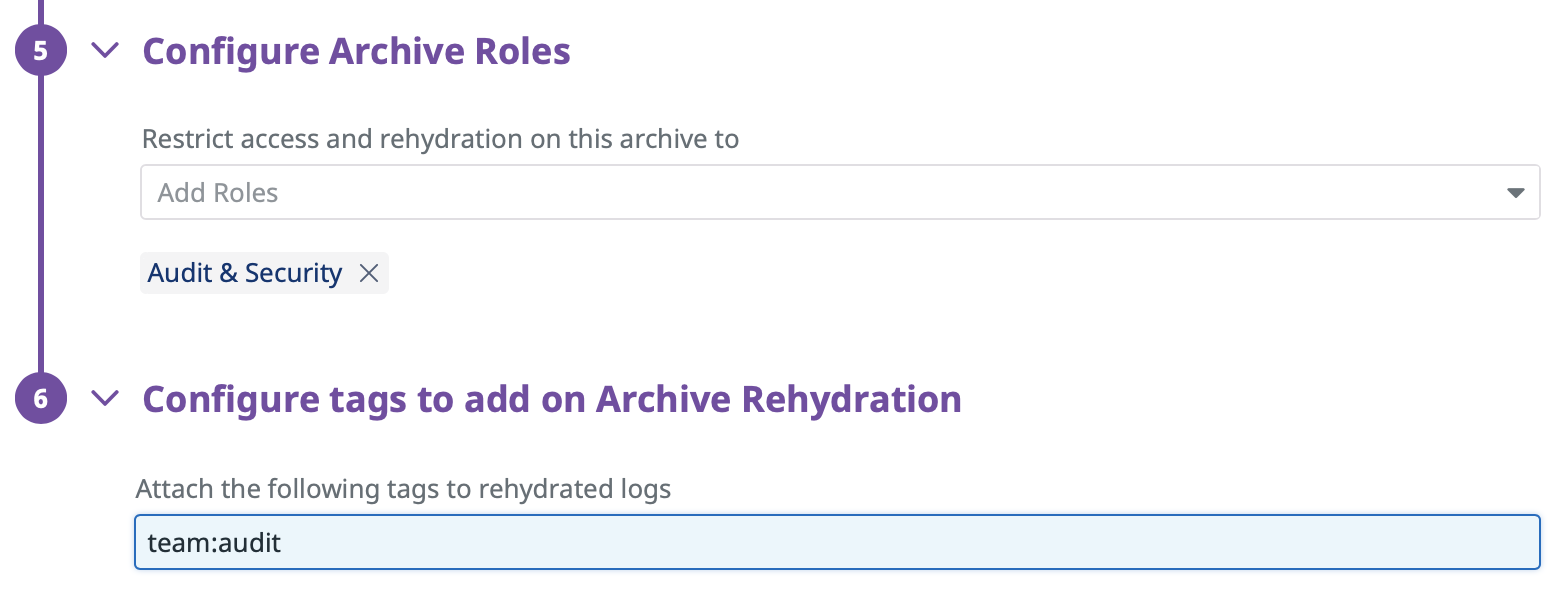 5 Configure Archive Roles
Restrict access and rehydration on this archive to
Add Roles
Audit & Security
6 Configure tags to add on Archive Rehydration
Attach the following tags to rehydrated logs
team:audit